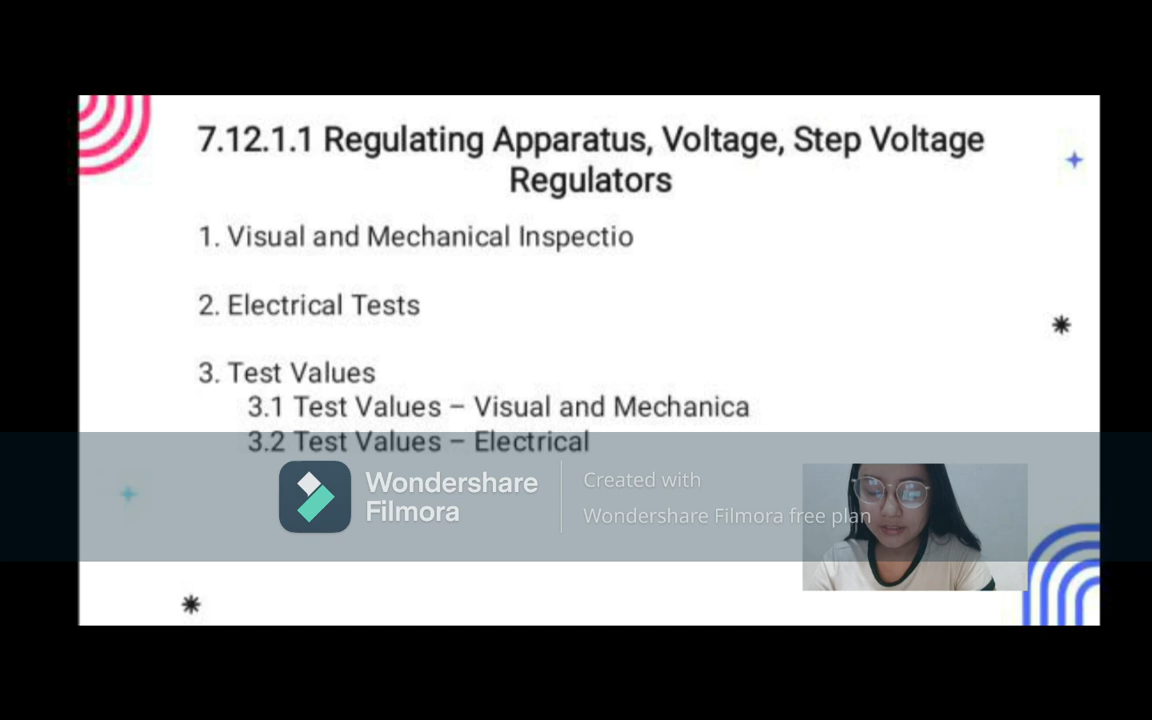 7.12.1.1 Regulating Apparatus, Voltage, Step Voltage
Regulators
1. Visual and Mechanical Inspectio
2. Electrical Tests
3. Test Values
3.1 Test Values – Visual and Mechanica
3.2 Test Values – Electrical
Wondershare
Filmora
Created with
Wondershare Filmora free plan